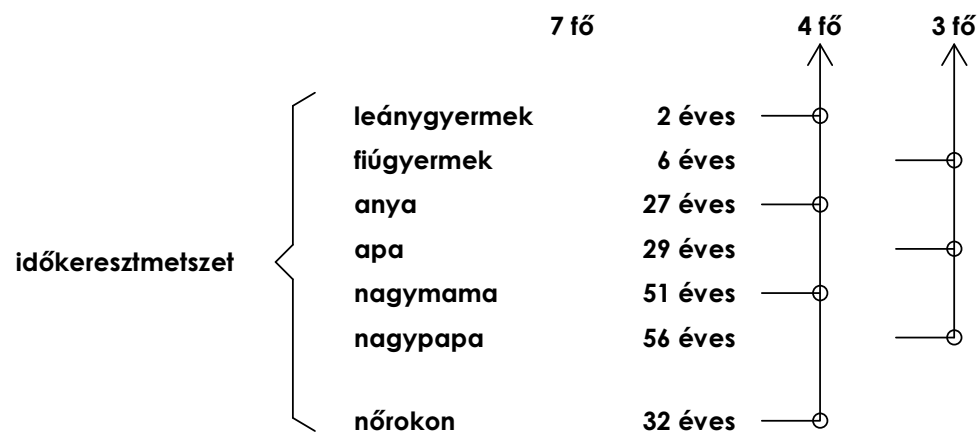 7 fő 4 fő 3 fő
leánygyermek 2 éves
fiúgyermek 6 éves
anya 27 éves
apa 29 éves
időkeresztmetszet
nagymama 51 éves
nagypapa 56 éves
nőrokon 32 éves